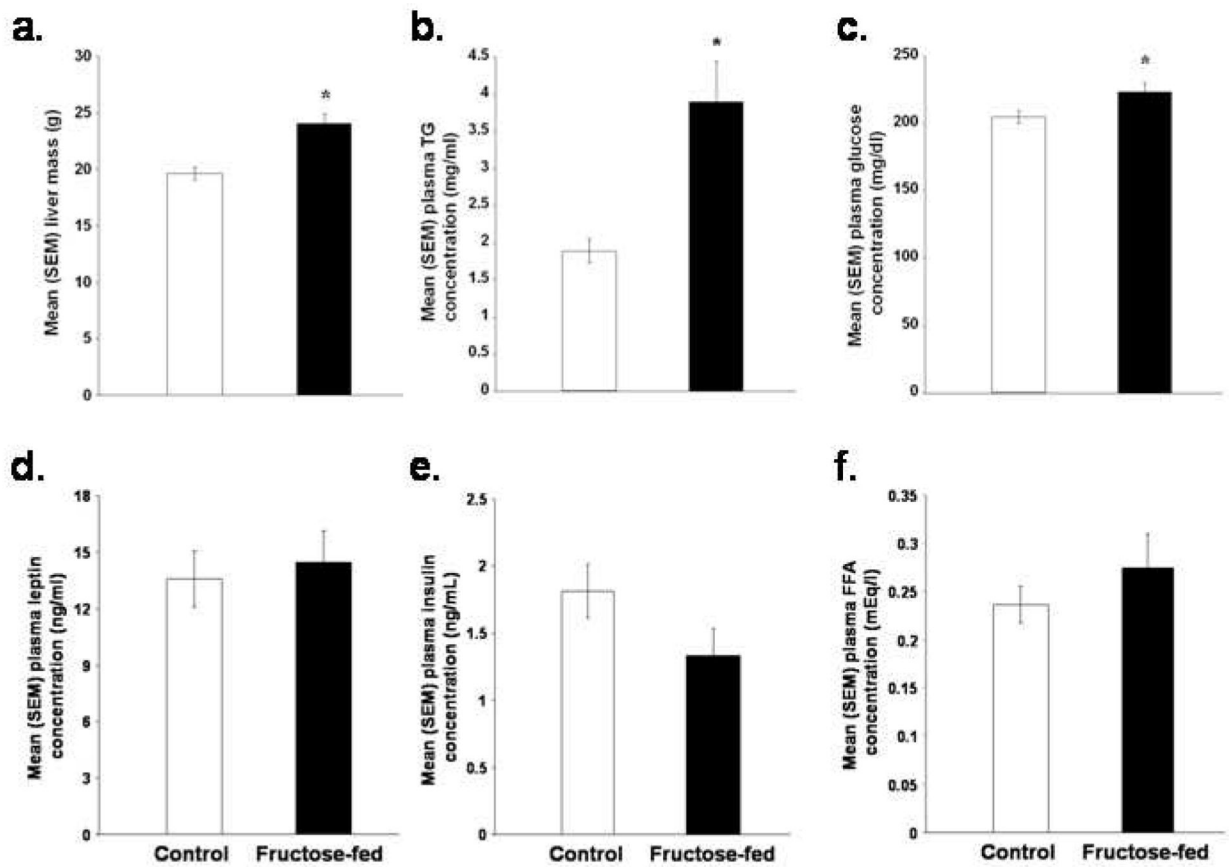 a.
Mean (SEM) liver mass (g)
30
25
20
15
10
5
0
*
b.
Mean (SEM) plasma TG
concentration (mg/ml)
4.5
4
3.5
3
2.5
2
1.5
1
0.5
0
*
c.
Mean (SEM) plasma glucose
concentration (mg/dl)
250
200
150
100
50
0
*
d.
Mean (SEM) plasma leptin
concentration (ng/ml)
18
15
12
9
6
3
0
Control Fructose-fed
e.
Mean (SEM) plasma insulin
concentration (ng/mL)
2.5
2
1.5
1
0.5
0
Control Fructose-fed
f.
Mean (SEM) plasma FFA
concentration (mEq/l)
0.35
0.3
0.25
0.2
0.15
0.1
0.05
0
Control Fructose-fed